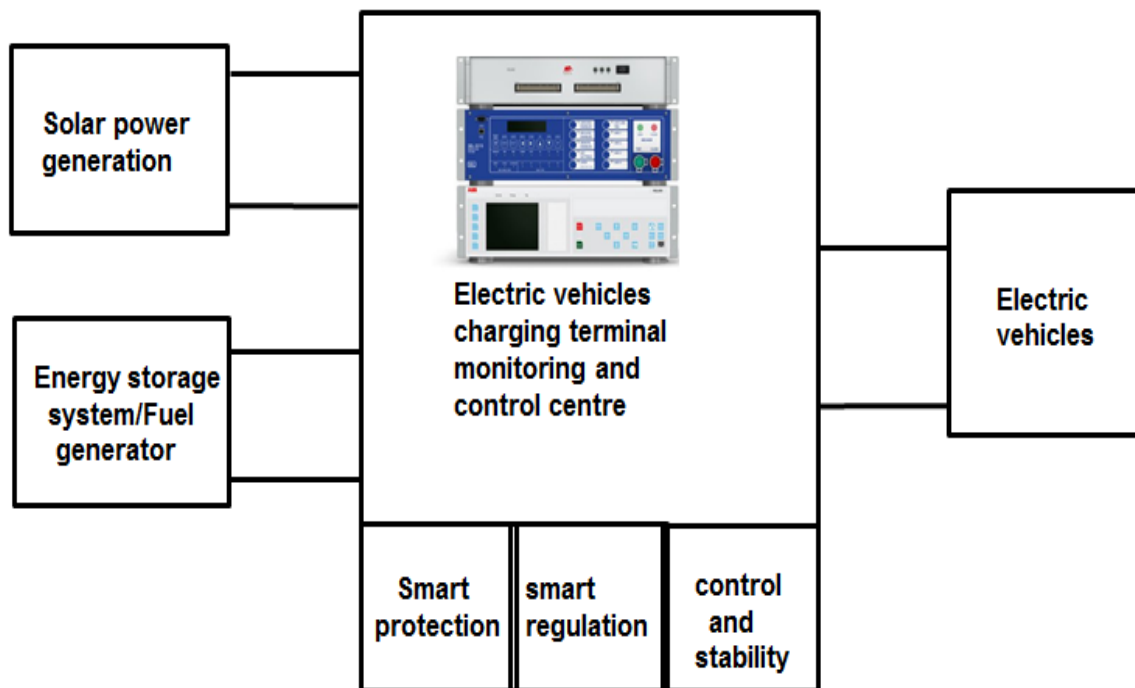 Solar power
generation
Energy storage
system/Fuel
generator
Electric vehicles
charging terminal
monitoring and
control centre
Smart
protection
smart
regulation
control
and
stability
Electric
vehicles